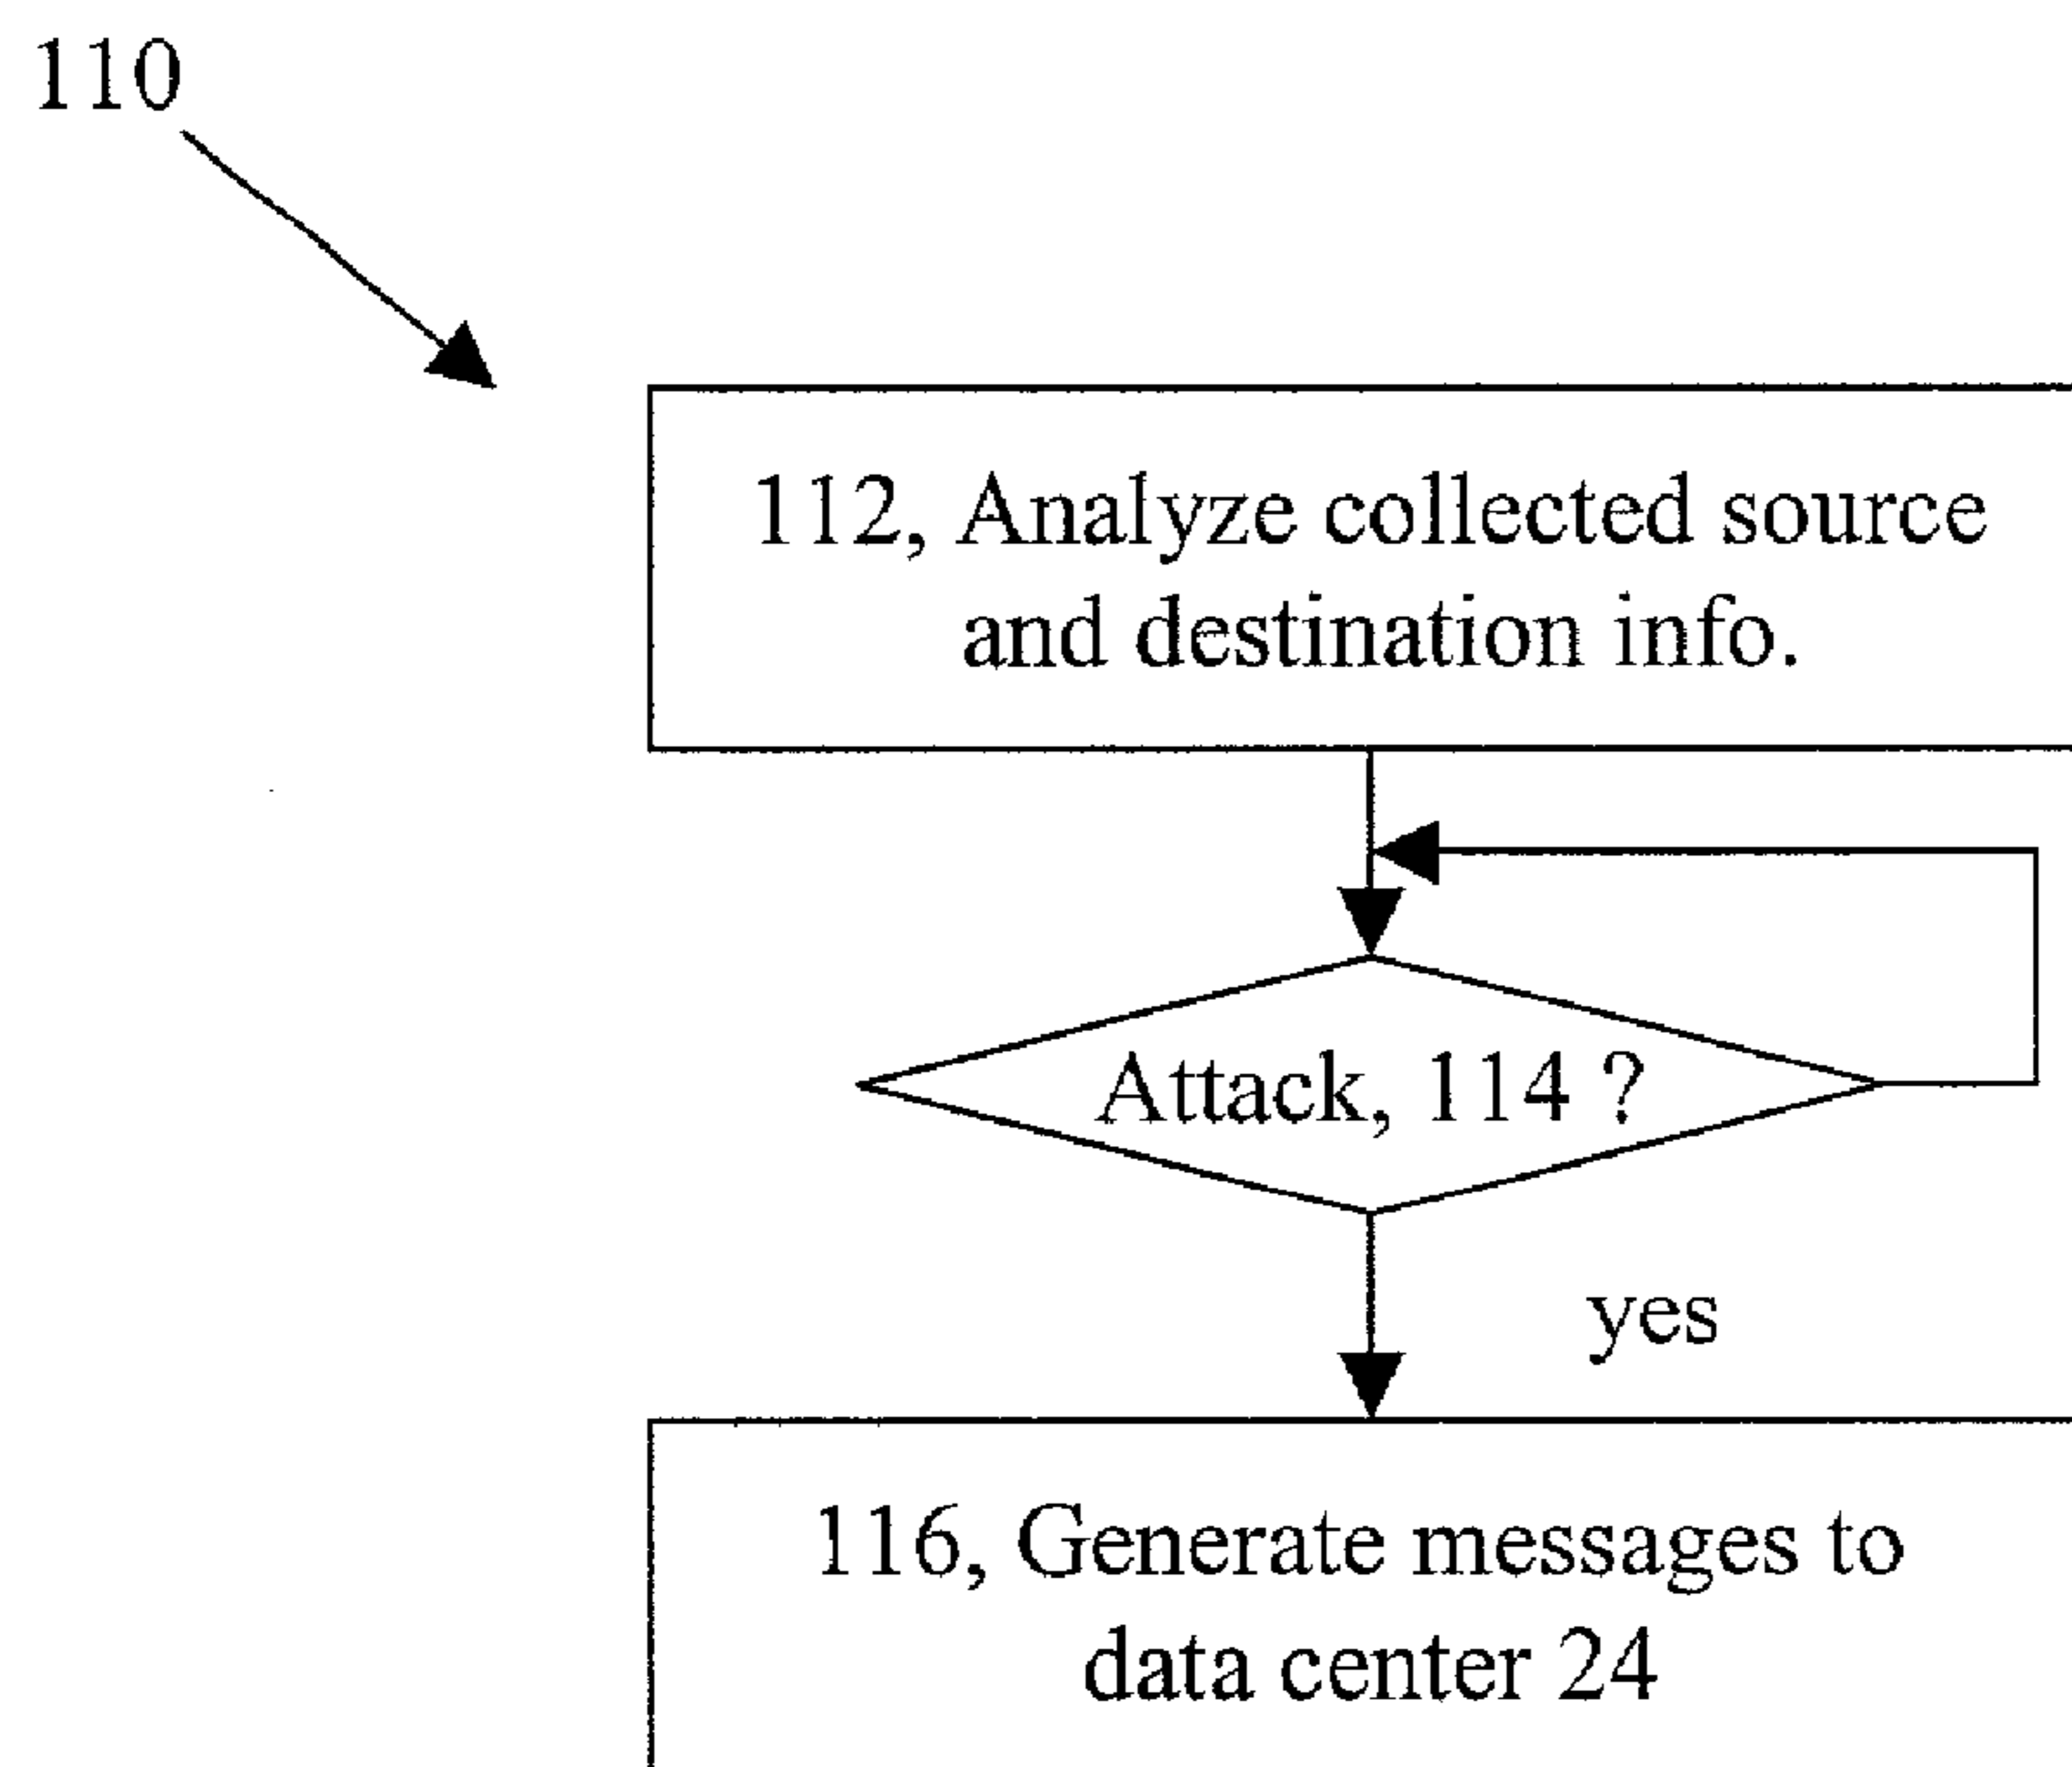 110
112, Analyze collected source
and destination info.
Attack, 114 ?
yes
116, Generate messages to
data center 24